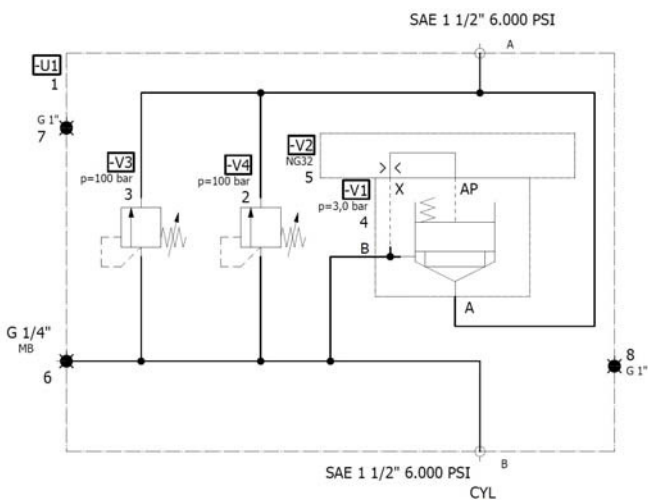 SAE 1 1/2" 6.000 PSI
A
-U1
1
G 1"
7
-V3
p=100 bar
3
-V4
p=100 bar
2
-V2
NG32
5
-V1
p=3,0 bar
4
> <
X
AP
B
A
G 1/4"
MB
6
8
G 1"
B
SAE 1 1/2" 6.000 PSI
CYL